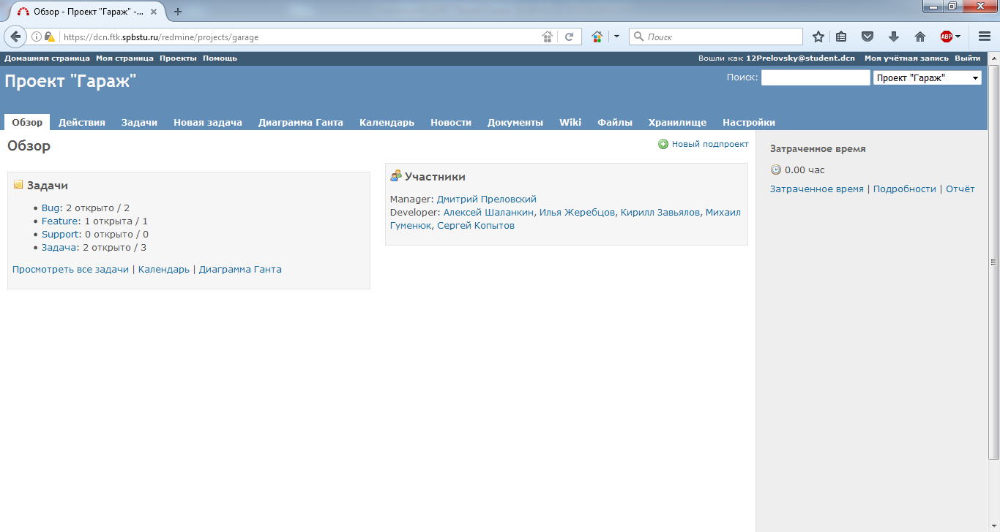 Обзор - Проект "Гараж" -...
https://dcn.ftk.spbstu.ru/redmine/projects/garage
Поиск
ABP
Домашняя страница Моя страница Проекты Помощь
Вошли как 12Prelovsky@student.dcn Моя учётная запись Выйти
Проект "Гараж"
Поиск: Проект "Гараж"
Обзор Действия Задачи Новая задача Диаграмма Ганта Календарь Новости Документы Wiki Файлы Хранилище Настройки
Обзор
Новый подпроект
Задачи
Bug: 2 открыто / 2
Feature: 1 открыта / 1
Support: 0 открыто / 0
Задача: 2 открыто / 3
Просмотреть все задачи | Календарь | Диаграмма Ганта
Участники
Manager: Дмитрий Преловский
Developer: Алексей Шаланкин, Илья Жеребцов, Кирилл Завьялов, Михаил
Гуменюк, Сергей Копытов
Затраченное время
0.00 час
Затраченное время | Подробности | Отчёт